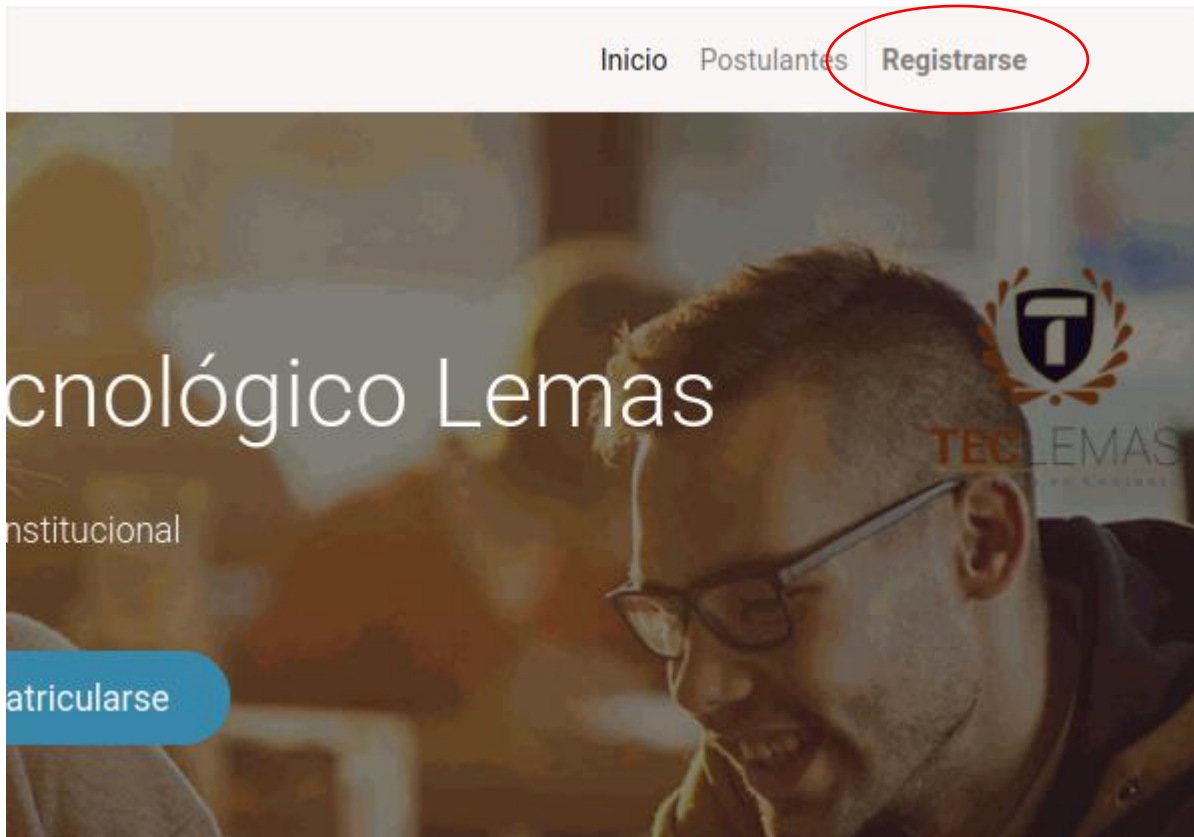 Inicio Postulantes Registrarse
cnológico Lemas
TECLEMAS
nstitucional
atricularse